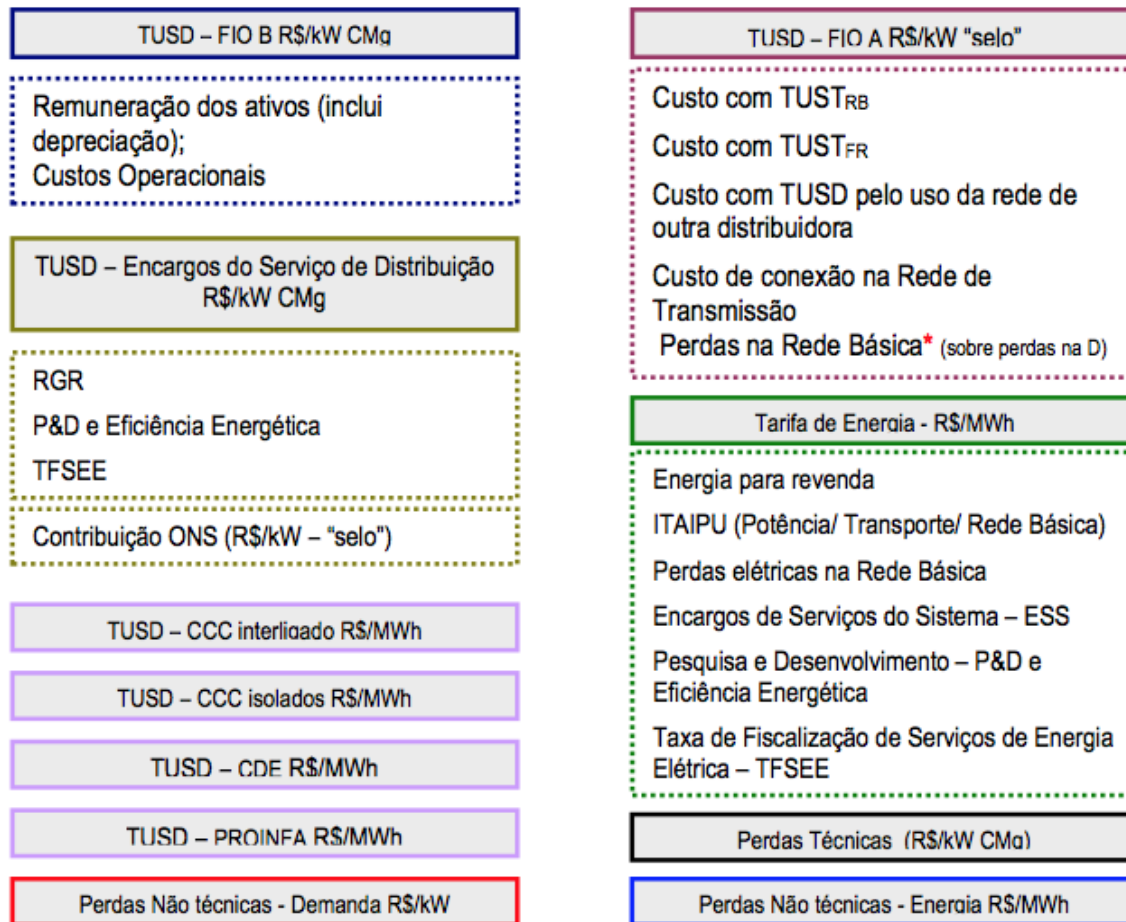 TUSD – FIO B R$/kW CMg
Remuneração dos ativos (inclui
depreciação);
Custos Operacionais
TUSD – Encargos do Serviço de Distribuição
R$/kW CMg
RGR
P&D e Eficiência Energética
TFSEE
Contribuição ONS (R$/kW – “selo”)
TUSD – CCC interligado R$/MWh
TUSD – CCC isolados R$/MWh
TUSD – CDE R$/MWh
TUSD – PROINFA R$/MWh
Perdas Não técnicas - Demanda R$/kW
TUSD – FIO A R$/kW “selo”
Custo com TUSTRB
Custo com TUSTFR
Custo com TUSD pelo uso da rede de
outra distribuidora
Custo de conexão na Rede de
Transmissão
Perdas na Rede Básica* (sobre perdas na D)
Tarifa de Energia - R$/MWh
Energia para revenda
ITAIPU (Potência/ Transporte/ Rede Básica)
Perdas elétricas na Rede Básica
Encargos de Serviços do Sistema – ESS
Pesquisa e Desenvolvimento – P&D e
Eficiência Energética
Taxa de Fiscalização de Serviços de Energia
Elétrica – TFSEE
Perdas Técnicas (R$/kW CMg)
Perdas Não técnicas - Energia R$/MWh